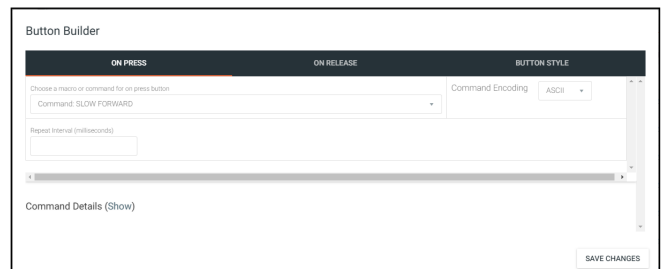 Button Builder
ON PRESS ON RELEASE BUTTON STYLE
Choose a macro or command for on press button
Command: SLOW FORWARD
Command Encoding ASCII
Repeat Interval (milliseconds)
Command Details (Show)
SAVE CHANGES